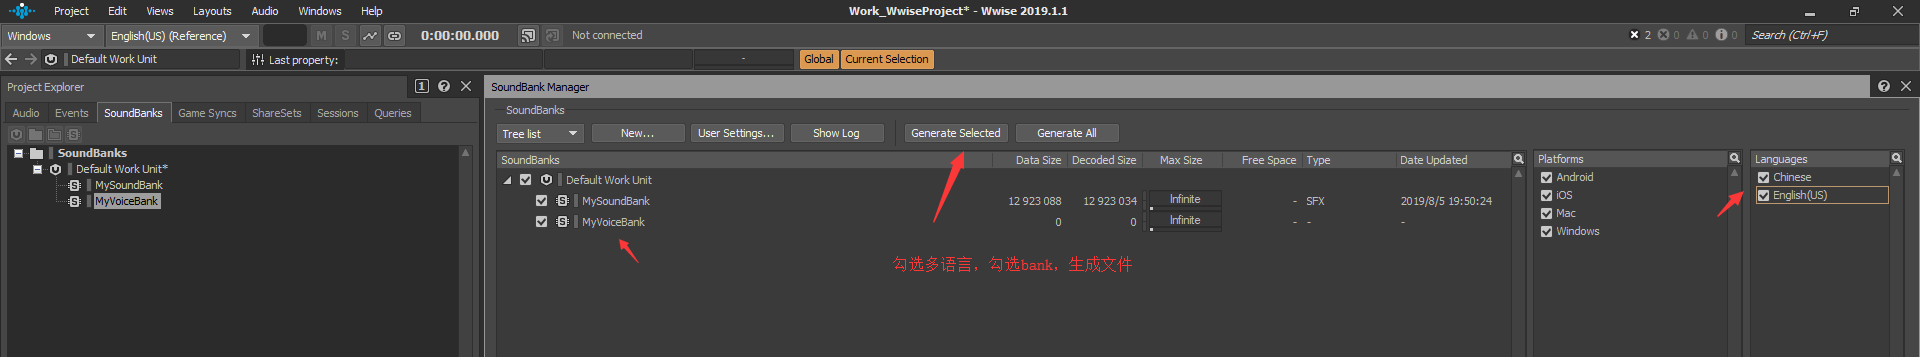 Project Edit Views Layouts Audio Windows Help
Work_WwiseProject* - Wwise 2019.1.1
Windows English(US) (Reference) M S 0:00:00.000 Not connected 2 0 0 0 Search (Ctrl+F)
Default Work Unit Last property: - Global Current Selection
Project Explorer 1
SoundBank Manager
Audio Events SoundBanks Game Syncs ShareSets Sessions Queries
SoundBanks
Default Work Unit*
MySoundBank
MyVoiceBank
SoundBanks
Tree list New... User Settings... Show Log Generate Selected Generate All
SoundBanks Data Size Decoded Size Max Size Free Space Type Date Updated
Default Work Unit
MySoundBank 12 923 088 12 923 034 Infinite - SFX 2019/8/5 19:50:24
MyVoiceBank 0 0 Infinite - - -
勾选多语言，勾选bank，生成文件
Platforms
Android
iOS
Mac
Windows
Languages
Chinese
English(US)